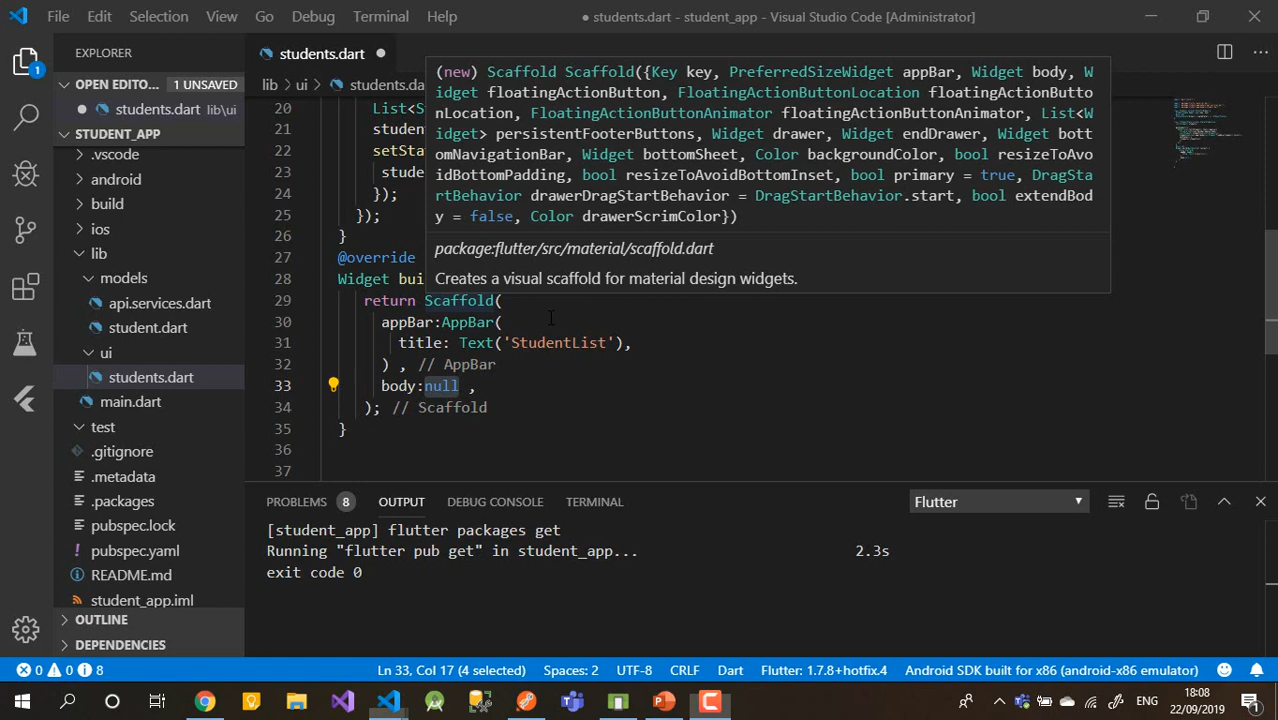 File Edit Selection View Go Debug Terminal Help
● students.dart - student_app - Visual Studio Code [Administrator]
EXPLORER
OPEN EDITO... 1 UNSAVED
students.dart lib\ui
STUDENT_APP
.vscode
android
build
ios
lib
models
api.services.dart
student.dart
ui
students.dart
main.dart
test
.gitignore
.metadata
.packages
pubspec.lock
pubspec.yaml
README.md
student_app.iml
OUTLINE
DEPENDENCIES
1
students.dart ●
lib > ui > students.da
(new) Scaffold Scaffold({Key key, PreferredSizeWidget appBar, Widget body, W
idget floatingActionButton, FloatingActionButtonLocation floatingActionButto
nLocation, FloatingActionButtonAnimator floatingActionButtonAnimator, List<W
idget> persistentFooterButtons, Widget drawer, Widget endDrawer, Widget bott
omNavigationBar, Widget bottomSheet, Color backgroundColor, bool resizeToAvo
idBottomPadding, bool resizeToAvoidBottomInset, bool primary = true, DragSta
rtBehavior drawerDragStartBehavior = DragStartBehavior.start, bool extendBod
y = false, Color drawerScrimColor})
package:flutter/src/material/scaffold.dart
Creates a visual scaffold for material design widgets.
20 List<S
21 student
22 setSta
23 stude
24 });
25 });
26 }
27 @override
28 Widget bui
29 return Scaffold(
30 appBar:AppBar(
31 title: Text('StudentList'),
32 ) , // AppBar
33 body:null ,
34 ); // Scaffold
35 }
36
37
PROBLEMS 8 OUTPUT DEBUG CONSOLE TERMINAL Flutter
[student_app] flutter packages get
Running "flutter pub get" in student_app... 2.3s
exit code 0
0 0 8 Ln 33, Col 17 (4 selected) Spaces: 2 UTF-8 CRLF Dart Flutter: 1.7.8+hotfix.4 Android SDK built for x86 (android-x86 emulator)
ENG 18:08
22/09/2019 1